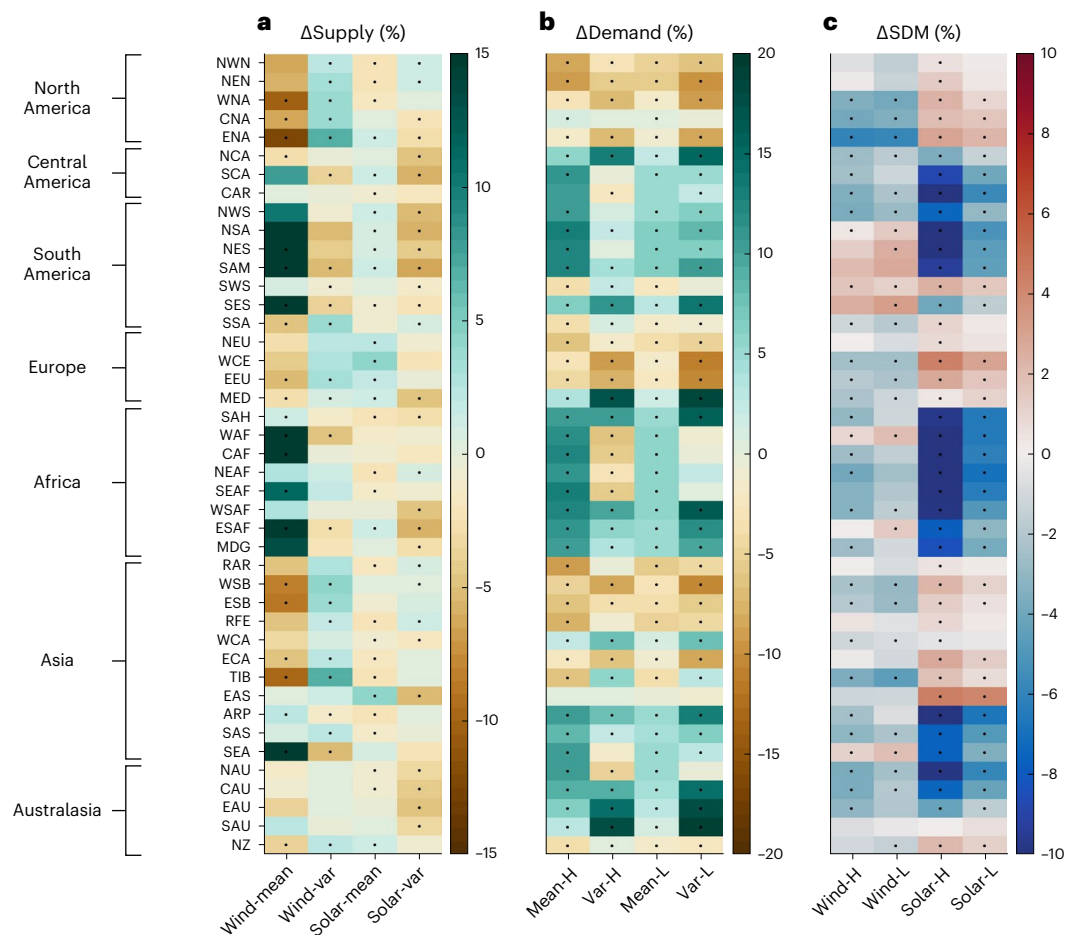 a
ΔSupply (%)
b
ΔDemand (%)
c
ΔSDM (%)
North
America
Central
America
South
America
Europe
Africa
Asia
Australasia
NWN
NEN
WNA
CNA
ENA
NCA
SCA
CAR
NWS
NSA
NES
SAM
SWS
SES
SSA
NEU
WCE
EEU
MED
SAH
WAF
CAF
NEAF
SEAF
WSAF
ESAF
MDG
RAR
WSB
ESB
RFE
WCA
ECA
TIB
EAS
ARP
SAS
SEA
NAU
CAU
EAU
SAU
NZ
Wind-mean
Wind-var
Solar-mean
Solar-var
15
10
5
0
–5
–10
–15
Mean-H
Var-H
Mean-L
Var-L
20
15
10
5
0
–5
–10
–15
–20
Wind-H
Wind-L
Solar-H
Solar-L
10
8
6
4
2
0
–2
–4
–6
–8
–10